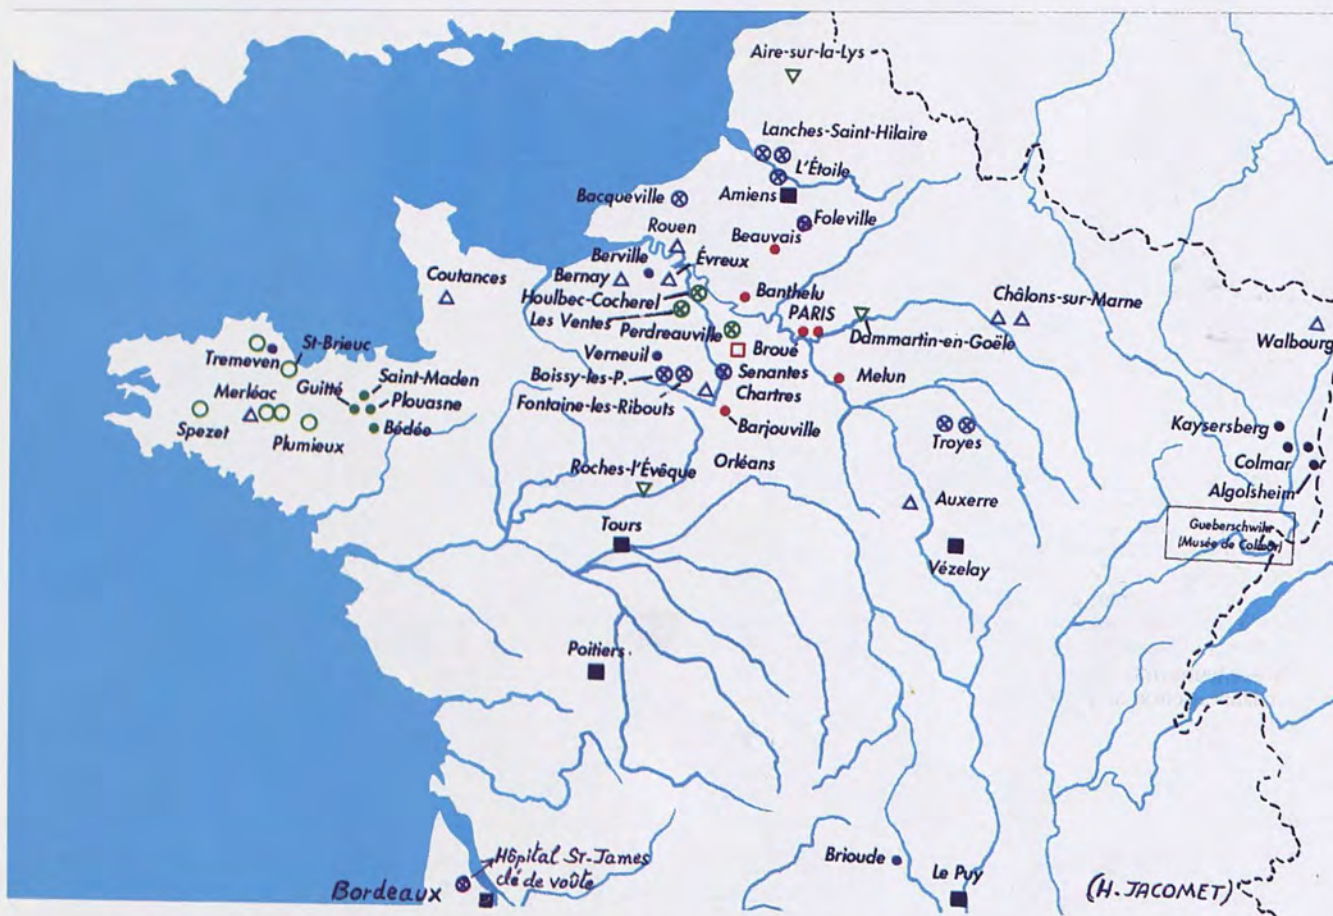 Aire-sur-la-Lys
Lanches-Saint-Hilaire
L'Étoile
Bacqueville
Amiens
Foleville
Rouen
Beauvais
Berville
Évreux
Coutances
Bernay
Houlbec-Cocherel
Banthelu
Châlons-sur-Marne
Les Ventes
PARIS
Perdreauville
Dammartin-en-Goële
Walbourg
St-Brieuc
Tremeven
Verneuil
Broué
Boissy-les-P.
Senantes
Melun
Guitté
Saint-Maden
Merléac
Plouasne
Fontaine-les-Ribouts
Chartres
Spezet
Plumieux
Bédée
Barjouville
Troyes
Kaysersberg
Colmar
Roches-l'Évêque
Orléans
Algolsheim
Auxerre
Gueberschwihr
(Musée de Colmar)
Tours
Vézelay
Poitiers
Hôpital St-James
clé de voûte
Bordeaux
Brioude
Le Puy
(H. JACOMET)